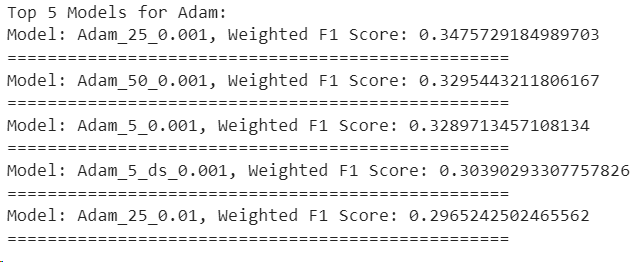 Top 5 Models for Adam:
Model: Adam_25_0.001, Weighted F1 Score: 0.3475729184989703
==================================================
Model: Adam_50_0.001, Weighted F1 Score: 0.3295443211806167
==================================================
Model: Adam_5_0.001, Weighted F1 Score: 0.3289713457108134
==================================================
Model: Adam_5_ds_0.001, Weighted F1 Score: 0.30390293307757826
==================================================
Model: Adam_25_0.01, Weighted F1 Score: 0.2965242502465562
==================================================